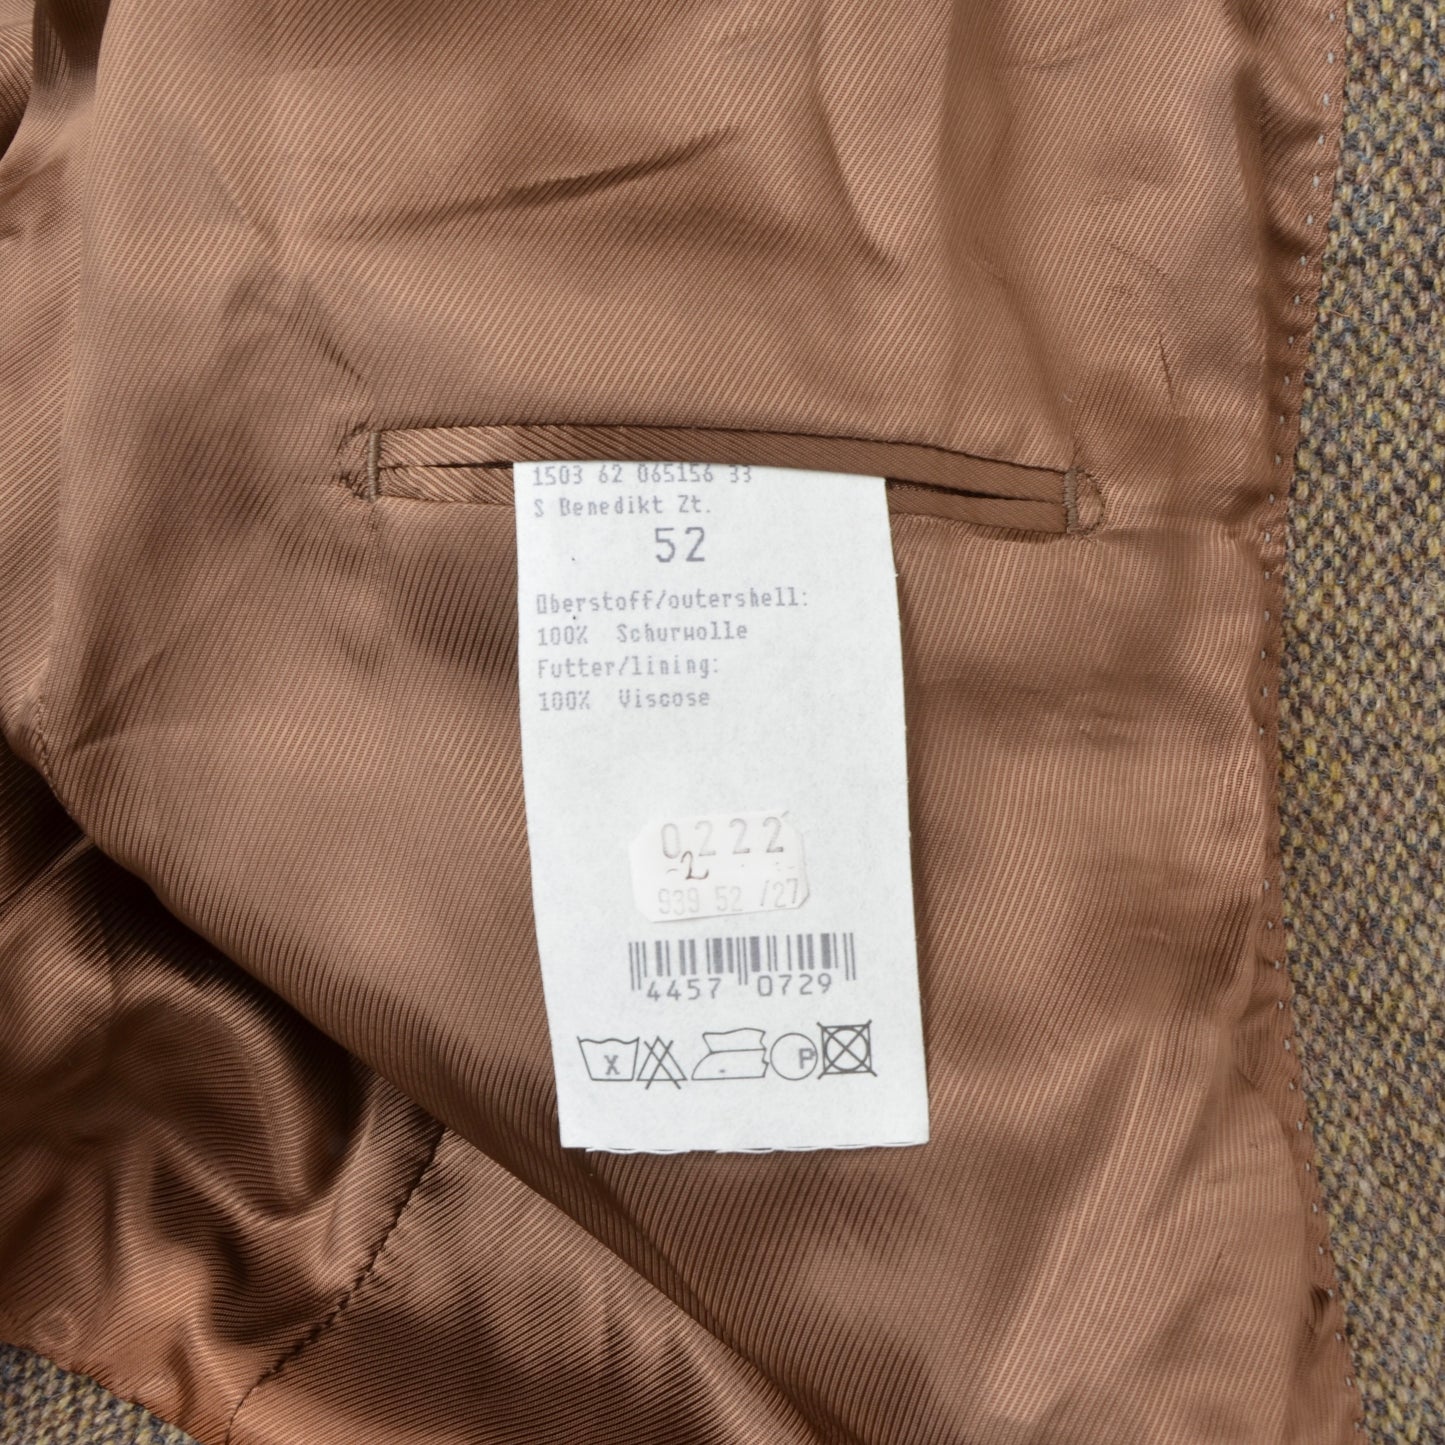 1503 62 065156 33
S Benedikt Zt.
52
Oberstoff/outershell:
100% Schurwolle
Futter/lining:
100% Viscose
0222
2
939 52 /27
4457 0729
X P